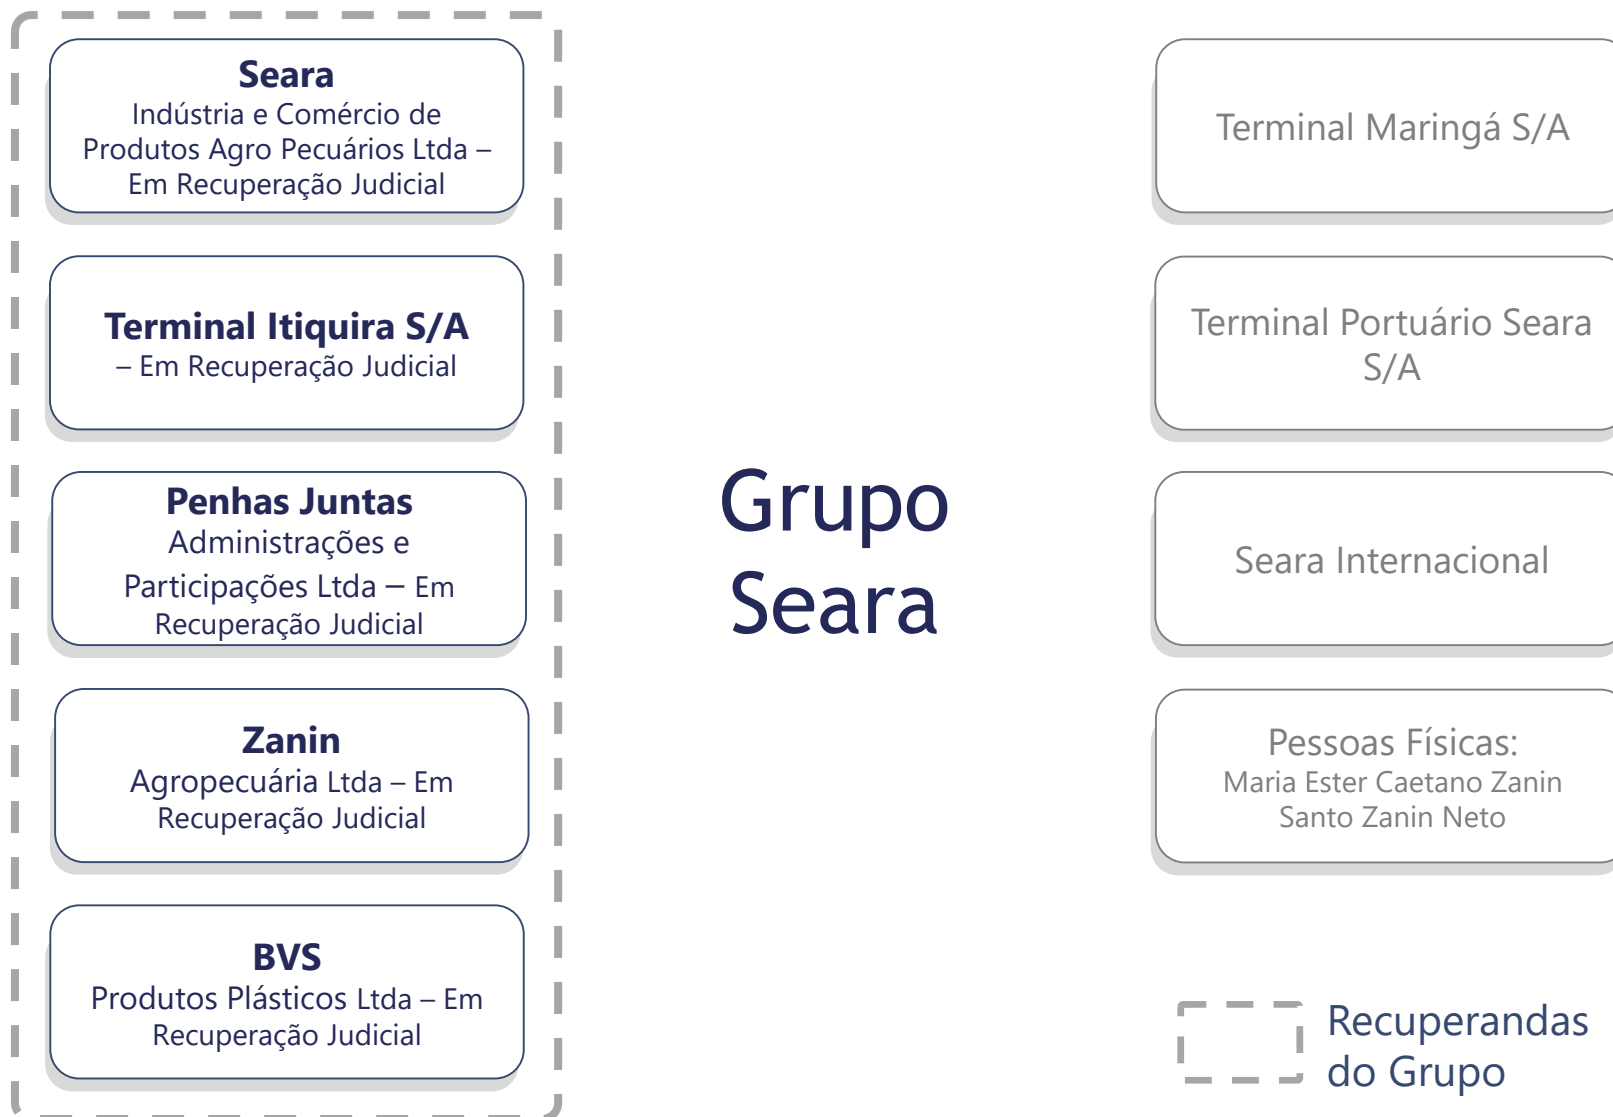 Seara
Indústria e Comércio de
Produtos Agro Pecuários Ltda –
Em Recuperação Judicial
Terminal Itiquira S/A
– Em Recuperação Judicial
Penhas Juntas
Administrações e
Participações Ltda – Em
Recuperação Judicial
Zanin
Agropecuária Ltda – Em
Recuperação Judicial
BVS
Produtos Plásticos Ltda – Em
Recuperação Judicial
Grupo
Seara
Terminal Maringá S/A
Terminal Portuário Seara
S/A
Seara Internacional
Pessoas Físicas:
Maria Ester Caetano Zanin
Santo Zanin Neto
Recuperandas
do Grupo